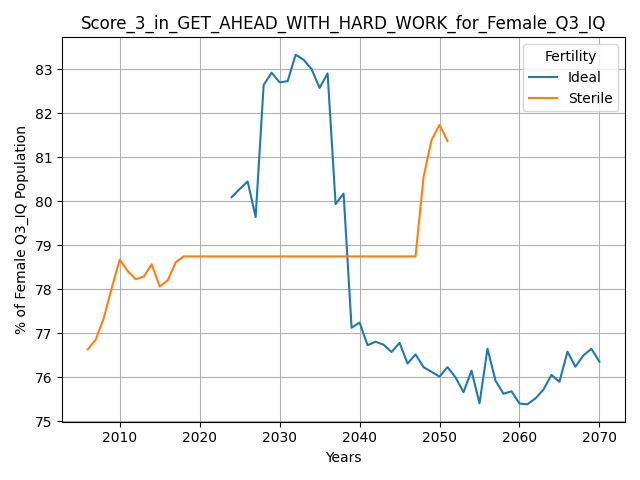 Score_3_in_GET_AHEAD_WITH_HARD_WORK_for_Female_Q3_IQ
Fertility
Ideal
Sterile
% of Female Q3_IQ Population
83
82
81
80
79
78
77
76
75
2010 2020 2030 2040 2050 2060 2070
Years